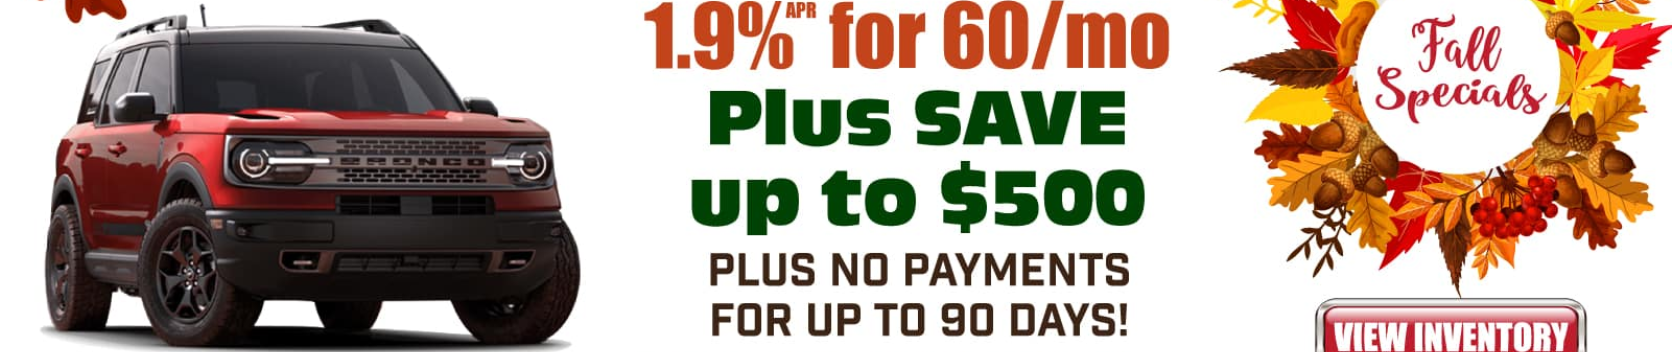 1.9% APR for 60/mo
Plus SAVE
up to $500
PLUS NO PAYMENTS
FOR UP TO 90 DAYS!
BRONCO
Fall
Specials
VIEW INVENTORY